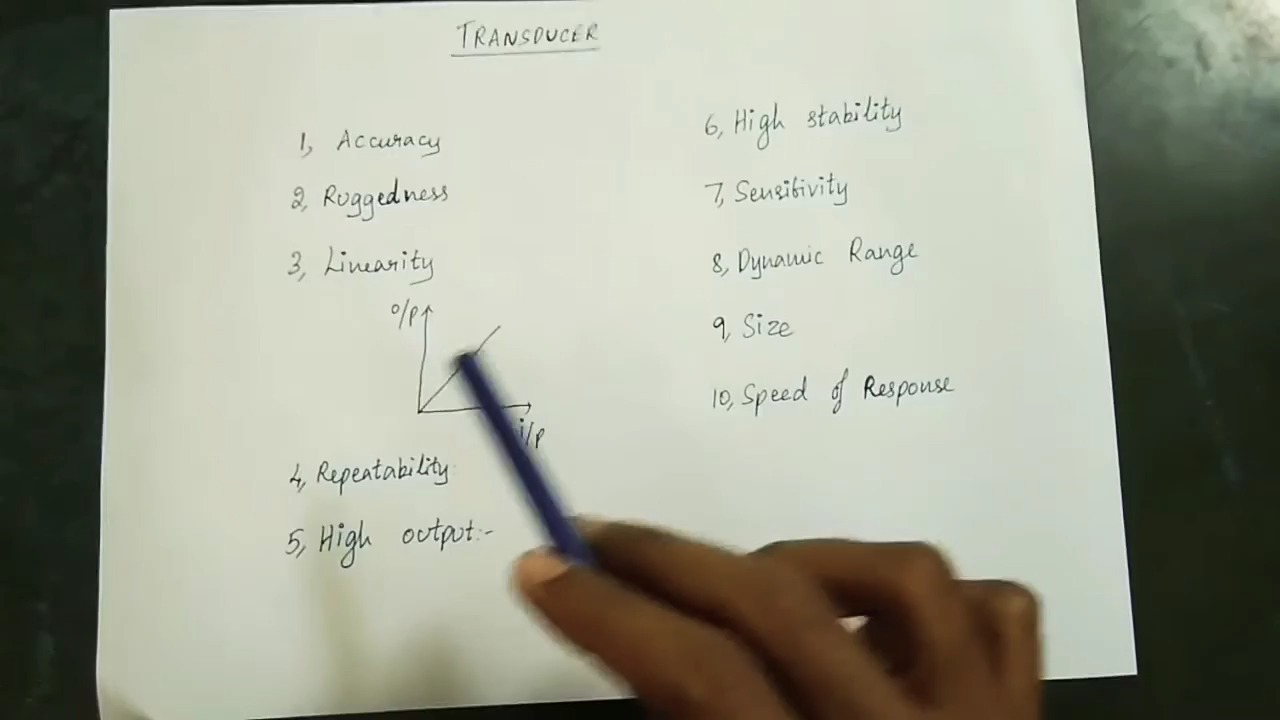 TRANSDUCER
1, Accuracy
2, Ruggedness
3, Linearity
o/p
i/p
4, Repeatability
5, High output:-
6, High stability
7, Sensitivity
8, Dynamic Range
9, Size
10, Speed of Response